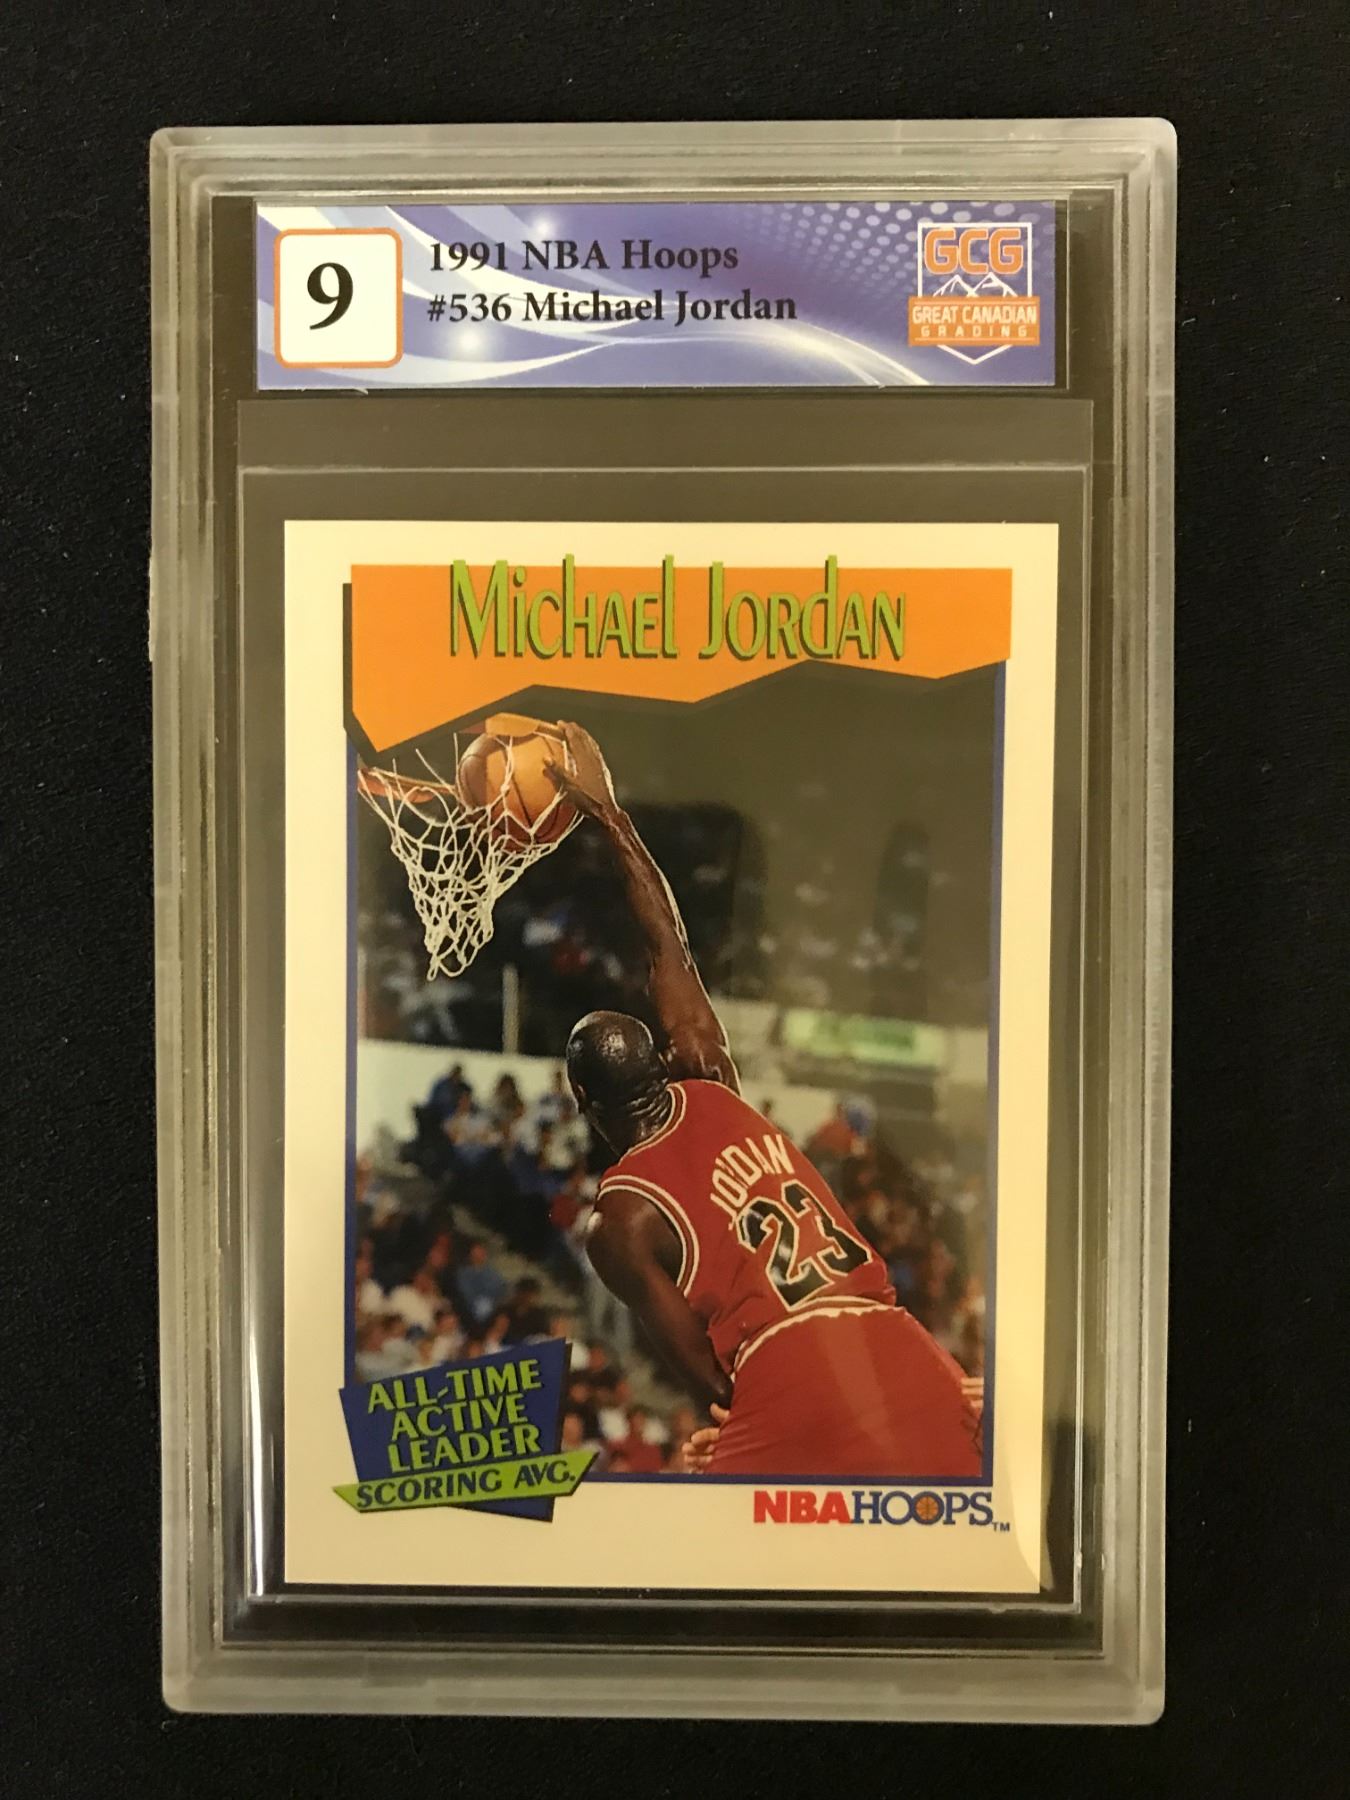 9
1991 NBA Hoops
#536 Michael Jordan
GCG
GREAT CANADIAN
GRADING
Michael Jordan
JORDAN
23
ALL-TIME
ACTIVE
LEADER
SCORING AVG.
NBAHOOPS™